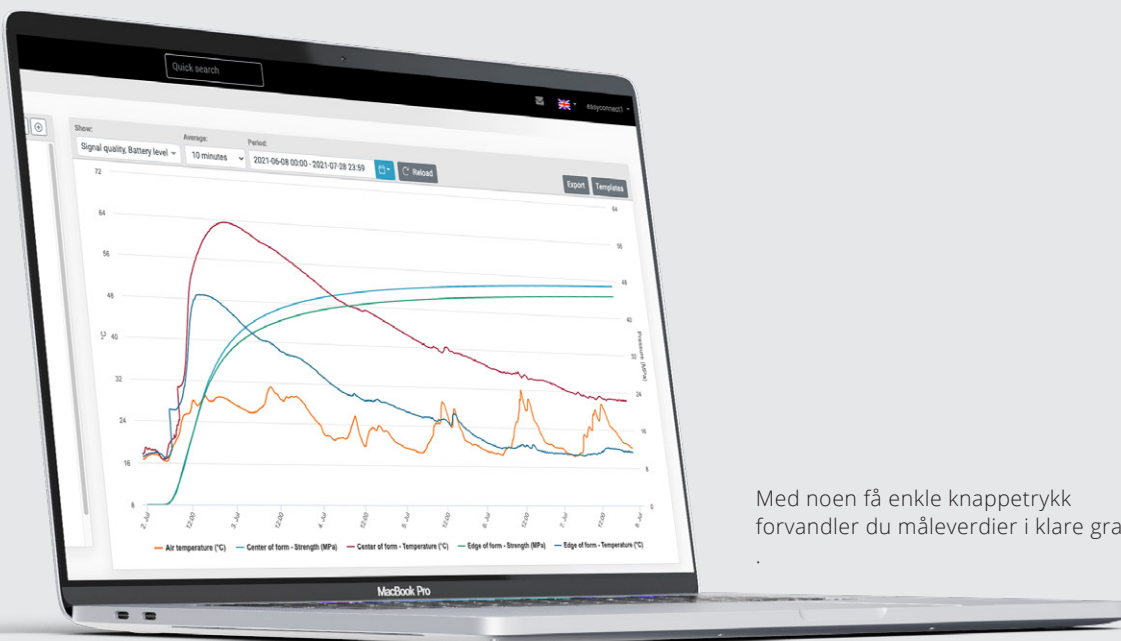 Quick search
easyconnect1
Show:
Average:
Period:
Signal quality, Battery level
10 minutes
2021-06-08 00:00 - 2021-07-28 23:59
Reload
Export
Templates
72
64
56
48
°C
40
32
24
16
64
56
48
40
32
Pressure (MPa)
24
16
8
0
2. Jul
12:00
3. Jul
12:00
4. Jul
12:00
5. Jul
12:00
6. Jul
12:00
7. Jul
12:00
8. Jul
Air temperature (°C)
Center of form - Strength (MPa)
Center of form - Temperature (°C)
Edge of form - Strength (MPa)
Edge of form - Temperature (°C)
MacBook Pro
Med noen få enkle knappetrykk
forvandler du måleverdier i klare gra
.